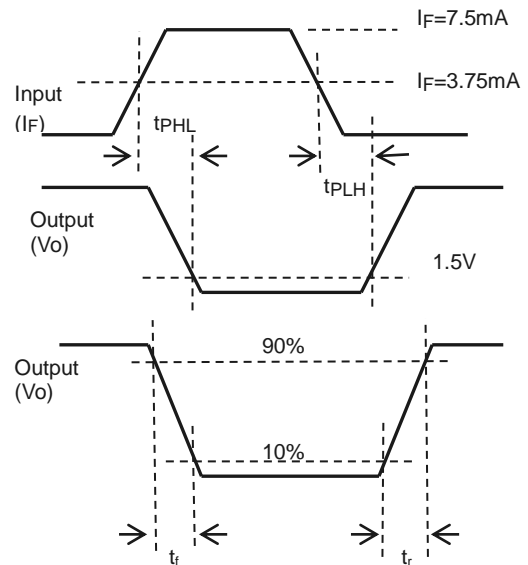 IF=7.5mA
IF=3.75mA
Input
(IF)
tPHL
tPLH
Output
(Vo)
1.5V
90%
Output
(Vo)
10%
tf
tr